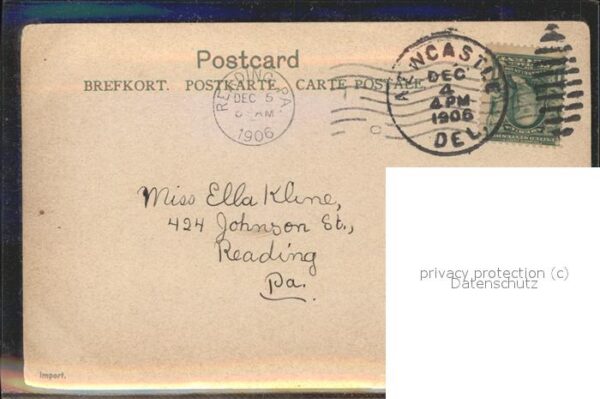 Postcard
BREFKORT. POSTKARTE. CARTE POSTALE.
READING, PA.
DEC 5
AM
1906
NEWCASTLE
DEC
4
4 PM
1906
DEL.
Miss Ella Kline,
424 Johnson St.,
Reading
Pa.
privacy protection (c)
Datenschutz
import.